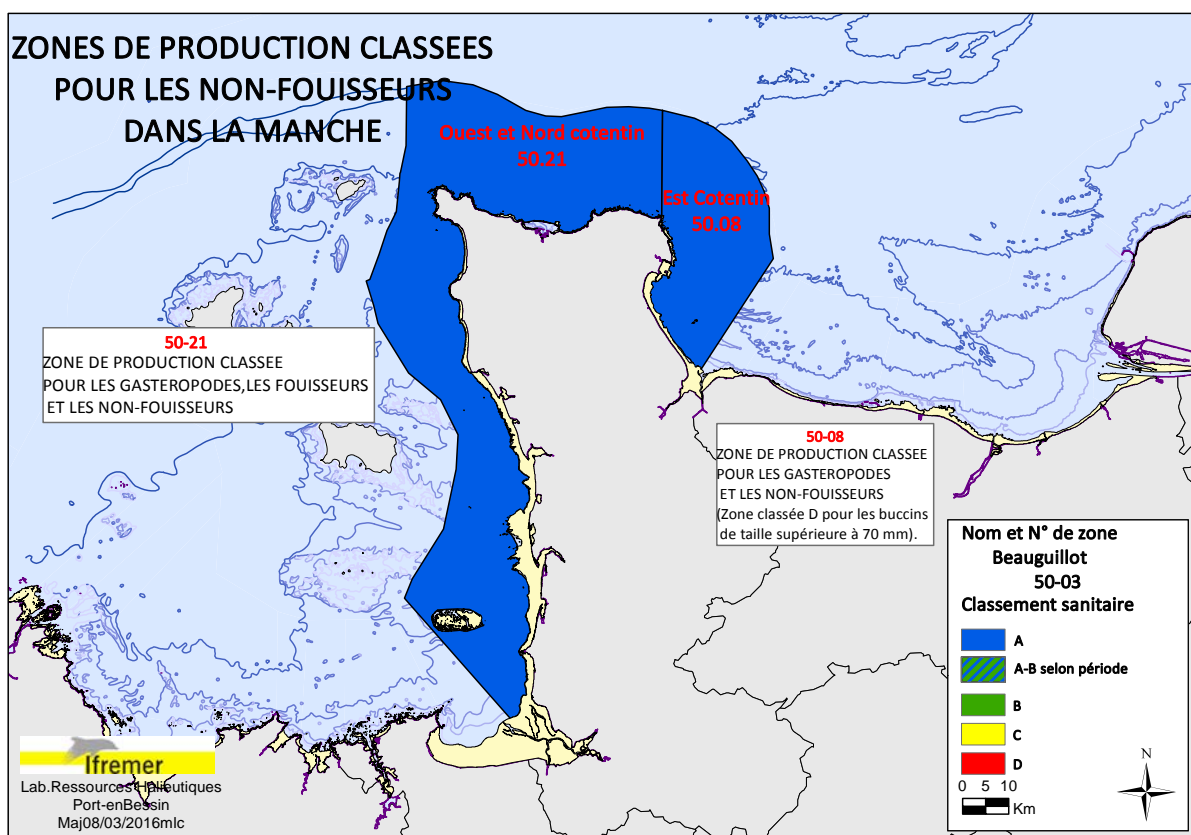 ZONES DE PRODUCTION CLASSEES
POUR LES NON-FOUISSEURS
DANS LA MANCHE
Ouest et Nord cotentin
50.21
Est Cotentin
50.08
50-21
ZONE DE PRODUCTION CLASSEE
POUR LES GASTEROPODES,LES FOUISSEURS
ET LES NON-FOUISSEURS
50-08
ZONE DE PRODUCTION CLASSEE
POUR LES GASTEROPODES
ET LES NON-FOUISSEURS
(Zone classée D pour les buccins
de taille supérieure à 70 mm).
Nom et N° de zone
Beauguillot
50-03
Classement sanitaire
A
A-B selon période
B
C
D
0 5 10
Km
N
Ifremer
Lab.Ressources Halieutiques
Port-enBessin
Maj08/03/2016mlc